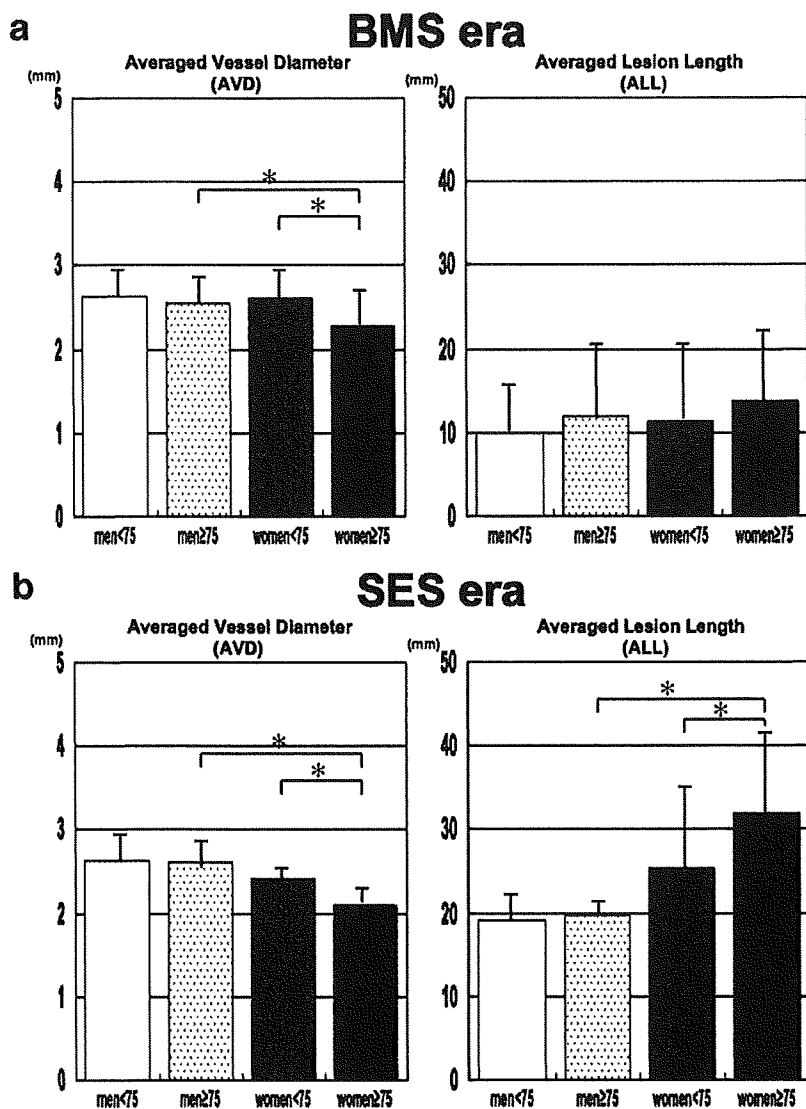 a
BMS era
Averaged Vessel Diameter
(AVD)
(mm)
5
4
3
2
1
0
*
*
men<75
men≥75
women<75
women≥75
Averaged Lesion Length
(ALL)
(mm)
50
40
30
20
10
0
men<75
men≥75
women<75
women≥75
b
SES era
Averaged Vessel Diameter
(AVD)
(mm)
5
4
3
2
1
0
*
*
men<75
men≥75
women<75
women≥75
Averaged Lesion Length
(ALL)
(mm)
50
40
30
20
10
0
*
*
men<75
men≥75
women<75
women≥75